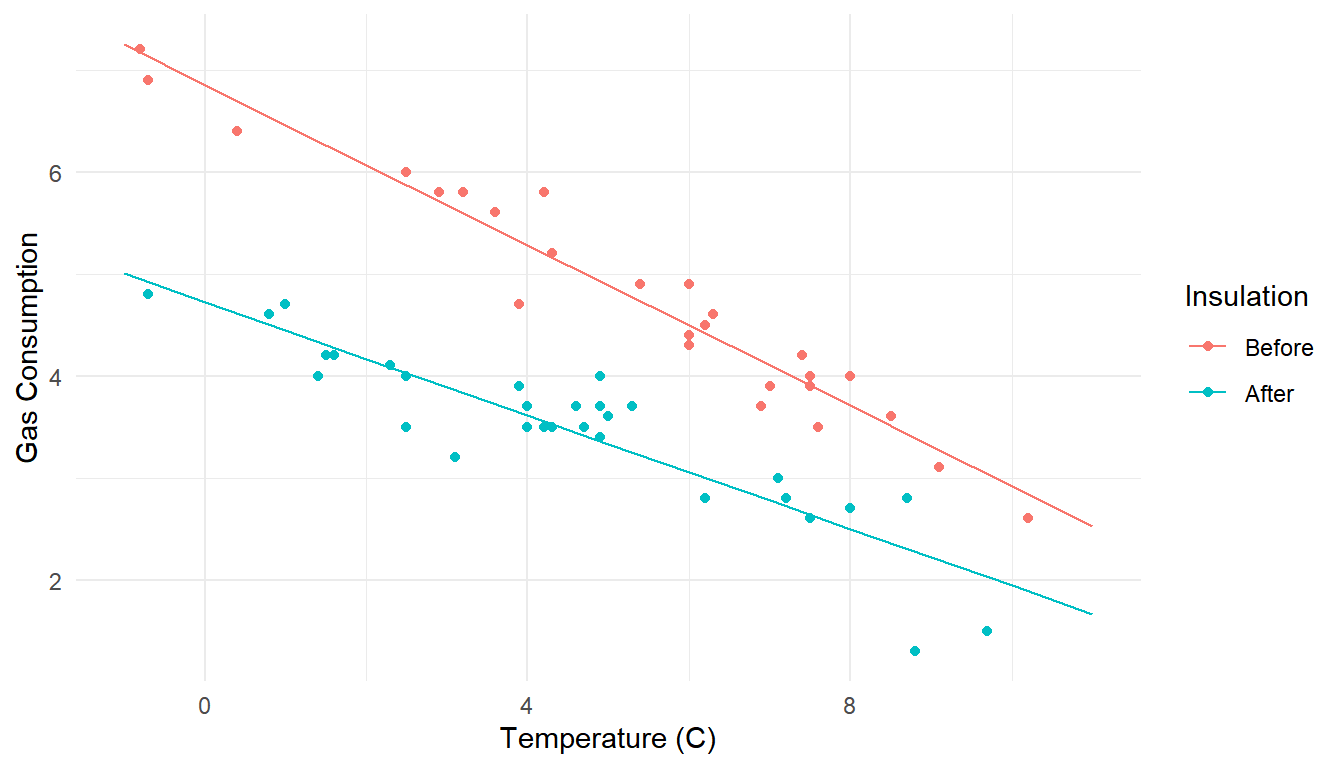 Gas Consumption
6
4
2
0 4 8
Temperature (C)
Insulation
Before
After